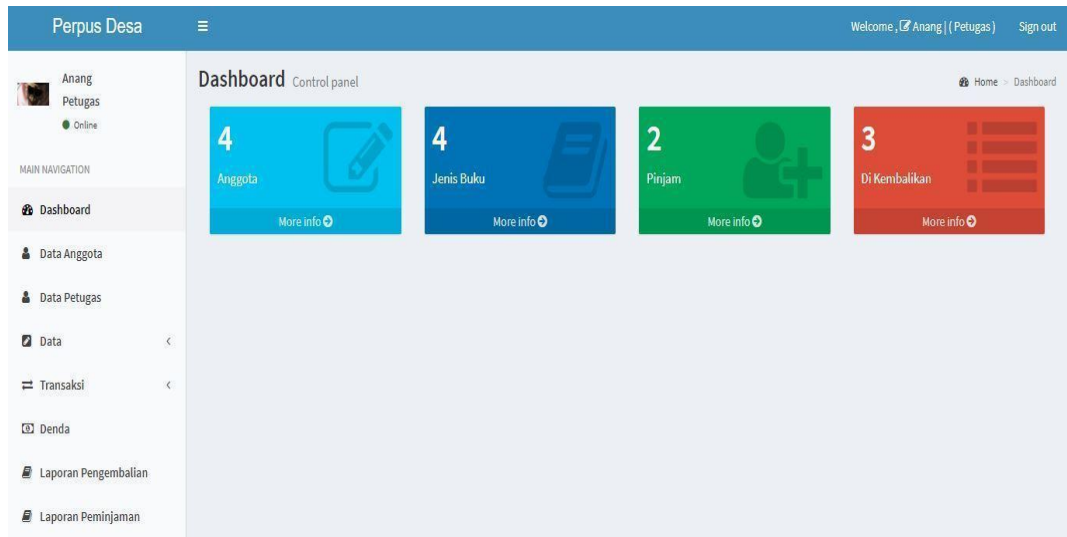 Perpus Desa
Welcome , Anang | ( Petugas ) Sign out
Anang
Petugas
Online
MAIN NAVIGATION
Dashboard
Data Anggota
Data Petugas
Data
Transaksi
Denda
Laporan Pengembalian
Laporan Peminjaman
Dashboard Control panel
Home > Dashboard
4
Anggota
More info
4
Jenis Buku
More info
2
Pinjam
More info
3
Di Kembalikan
More info